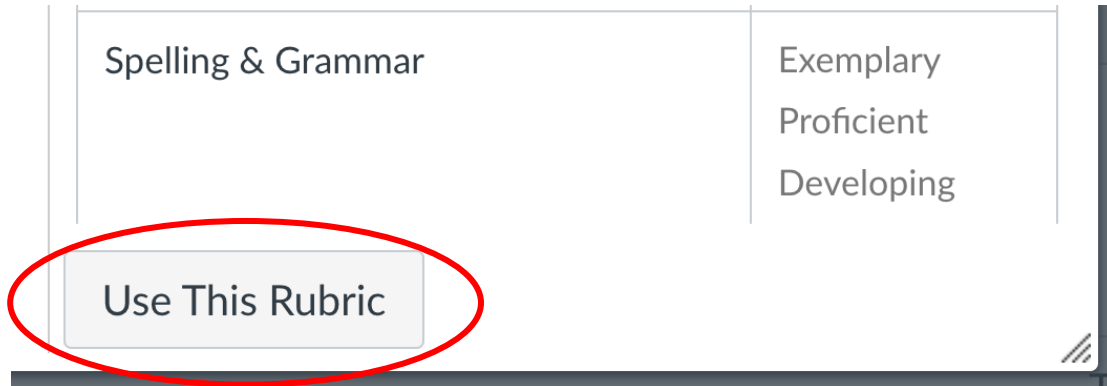 Spelling & Grammar
Exemplary
Proficient
Developing
Use This Rubric